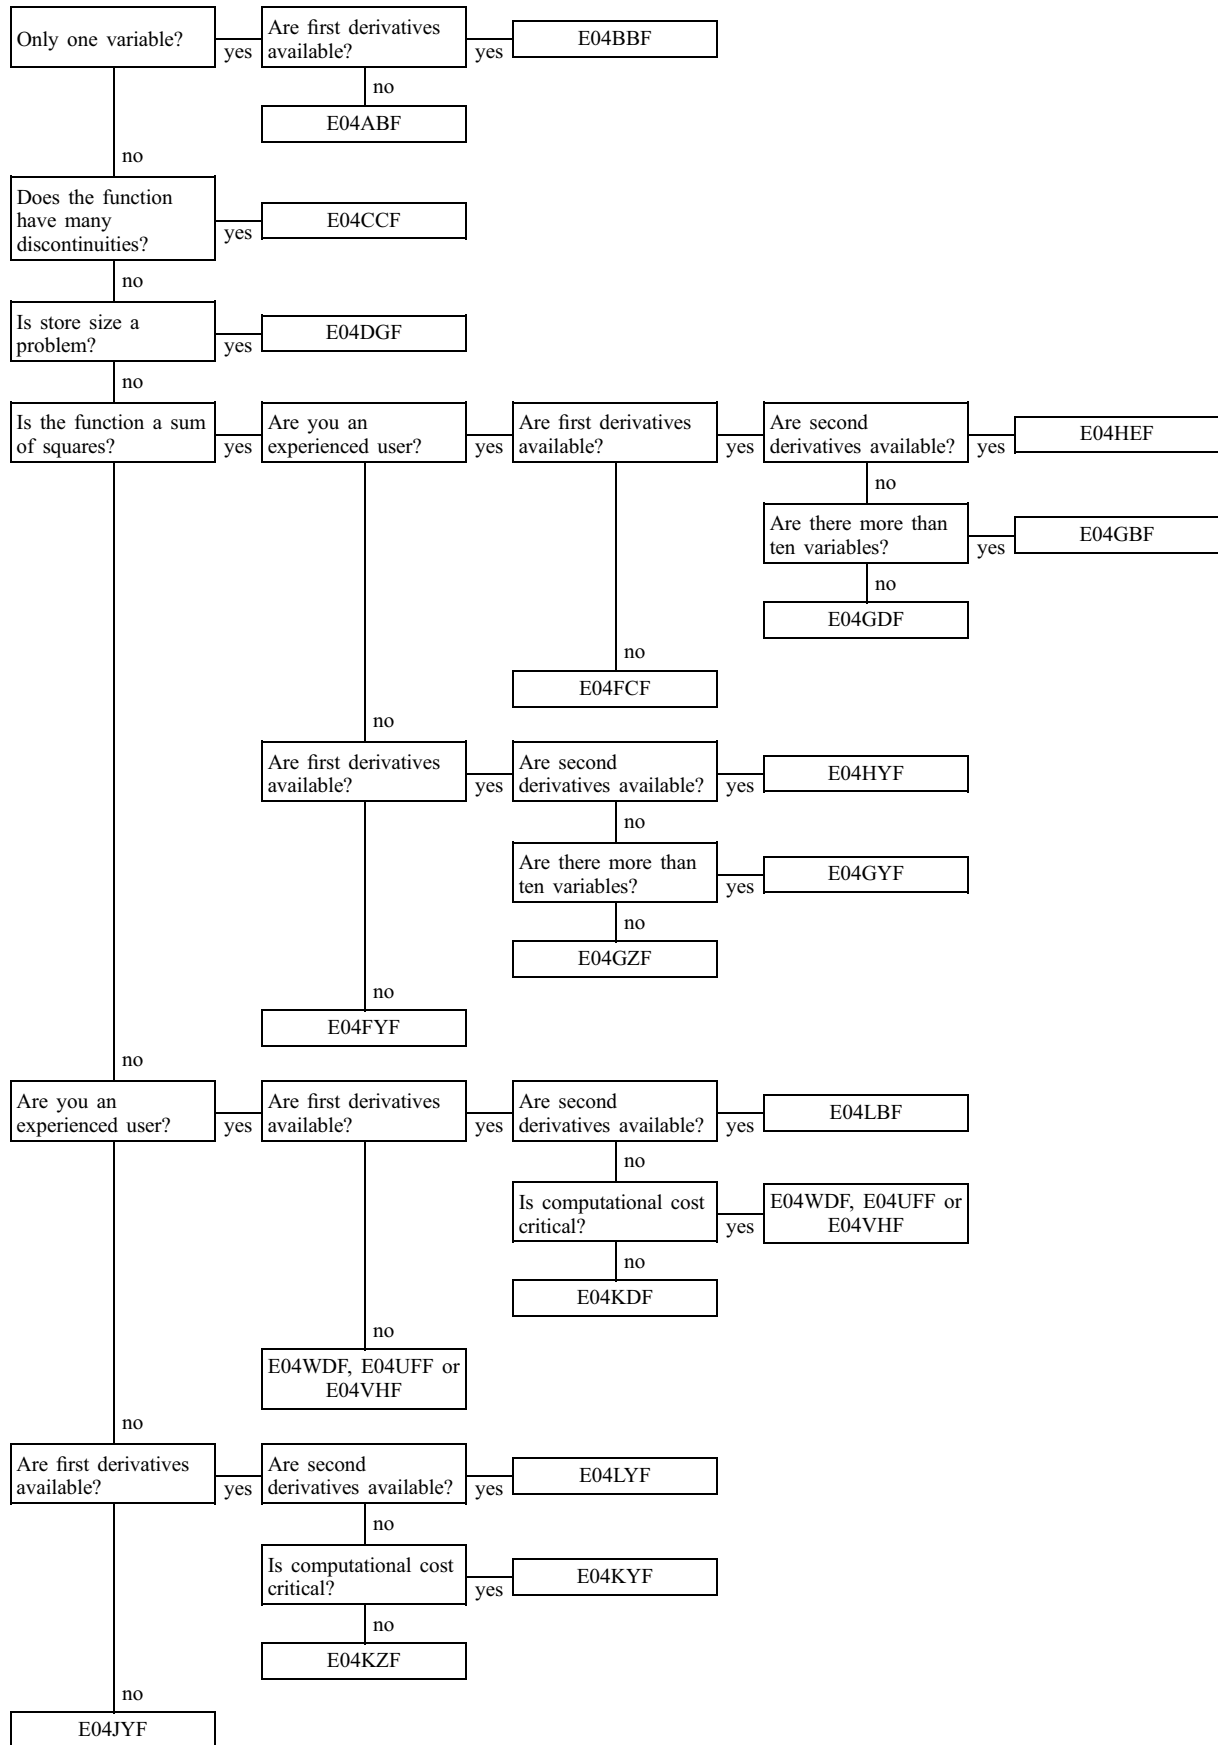 Only one variable?
yes
Are first derivatives
available?
yes
E04BBF
no
E04ABF
no
Does the function
have many
discontinuities?
yes
E04CCF
no
Is store size a
problem?
yes
E04DGF
no
Is the function a sum
of squares?
yes
Are you an
experienced user?
yes
Are first derivatives
available?
yes
Are second
derivatives available?
yes
E04HEF
no
Are there more than
ten variables?
yes
E04GBF
no
E04GDF
no
E04FCF
no
Are first derivatives
available?
yes
Are second
derivatives available?
yes
E04HYF
no
Are there more than
ten variables?
yes
E04GYF
no
E04GZF
no
E04FYF
no
Are you an
experienced user?
yes
Are first derivatives
available?
yes
Are second
derivatives available?
yes
E04LBF
no
Is computational cost
critical?
yes
E04WDF, E04UFF or
E04VHF
no
E04KDF
no
E04WDF, E04UFF or
E04VHF
no
Are first derivatives
available?
yes
Are second
derivatives available?
yes
E04LYF
no
Is computational cost
critical?
yes
E04KYF
no
E04KZF
no
E04JYF